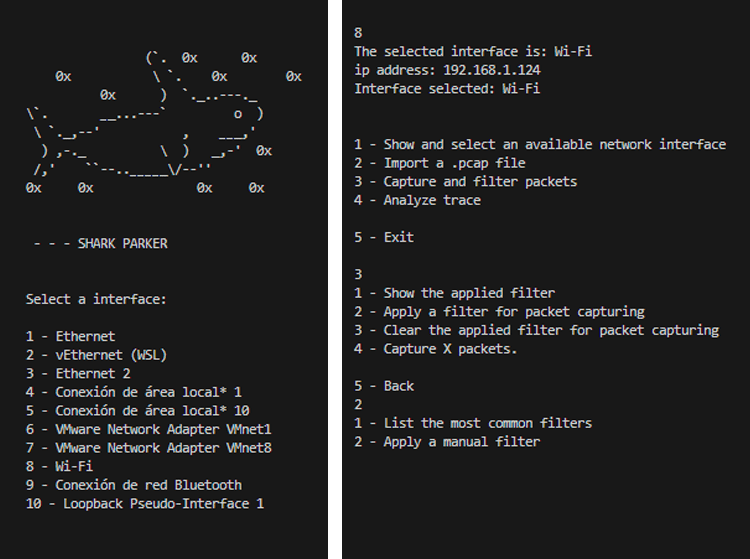 0x 0x
0x 0x 0x
0x
o
0x
0x 0x 0x 0x
- - - SHARK PARKER
Select a interface:
1 - Ethernet
2 - vEthernet (WSL)
3 - Ethernet 2
4 - Conexión de área local* 1
5 - Conexión de área local* 10
6 - VMware Network Adapter VMnet1
7 - VMware Network Adapter VMnet8
8 - Wi-Fi
9 - Conexión de red Bluetooth
10 - Loopback Pseudo-Interface 1
8
The selected interface is: Wi-Fi
ip address: 192.168.1.124
Interface selected: Wi-Fi
1 - Show and select an available network interface
2 - Import a .pcap file
3 - Capture and filter packets
4 - Analyze trace
5 - Exit
3
1 - Show the applied filter
2 - Apply a filter for packet capturing
3 - Clear the applied filter for packet capturing
4 - Capture X packets.
5 - Back
2
1 - List the most common filters
2 - Apply a manual filter